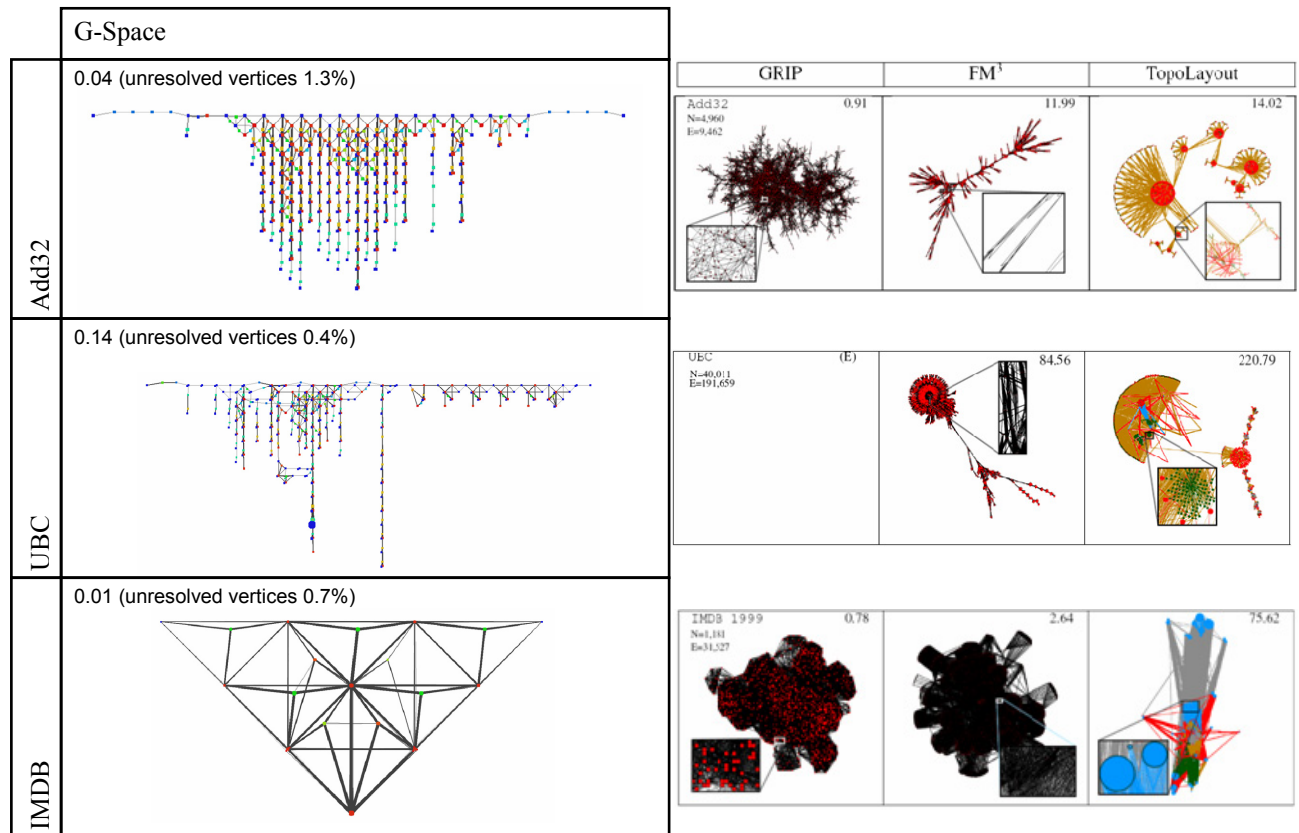 G-Space
Add32
0.04 (unresolved vertices 1.3%)
UBC
0.14 (unresolved vertices 0.4%)
IMDB
0.01 (unresolved vertices 0.7%)
GRIP FM³ TopoLayout
Add32 0.91 11.99 14.02
N=4,960
E=9,462
UBC (E) 84.56 220.79
N=40,011
E=191,659
IMDB 1999 0.78 2.64 75.62
N=1,181
E=31,527